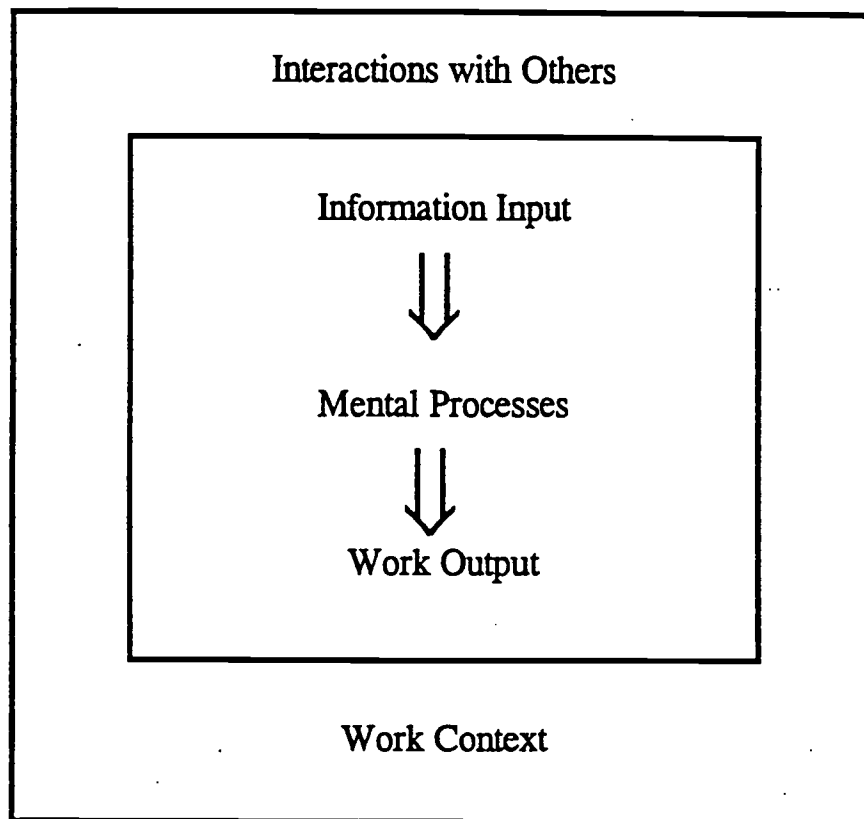 Interactions with Others
Information Input
Mental Processes
Work Output
Work Context